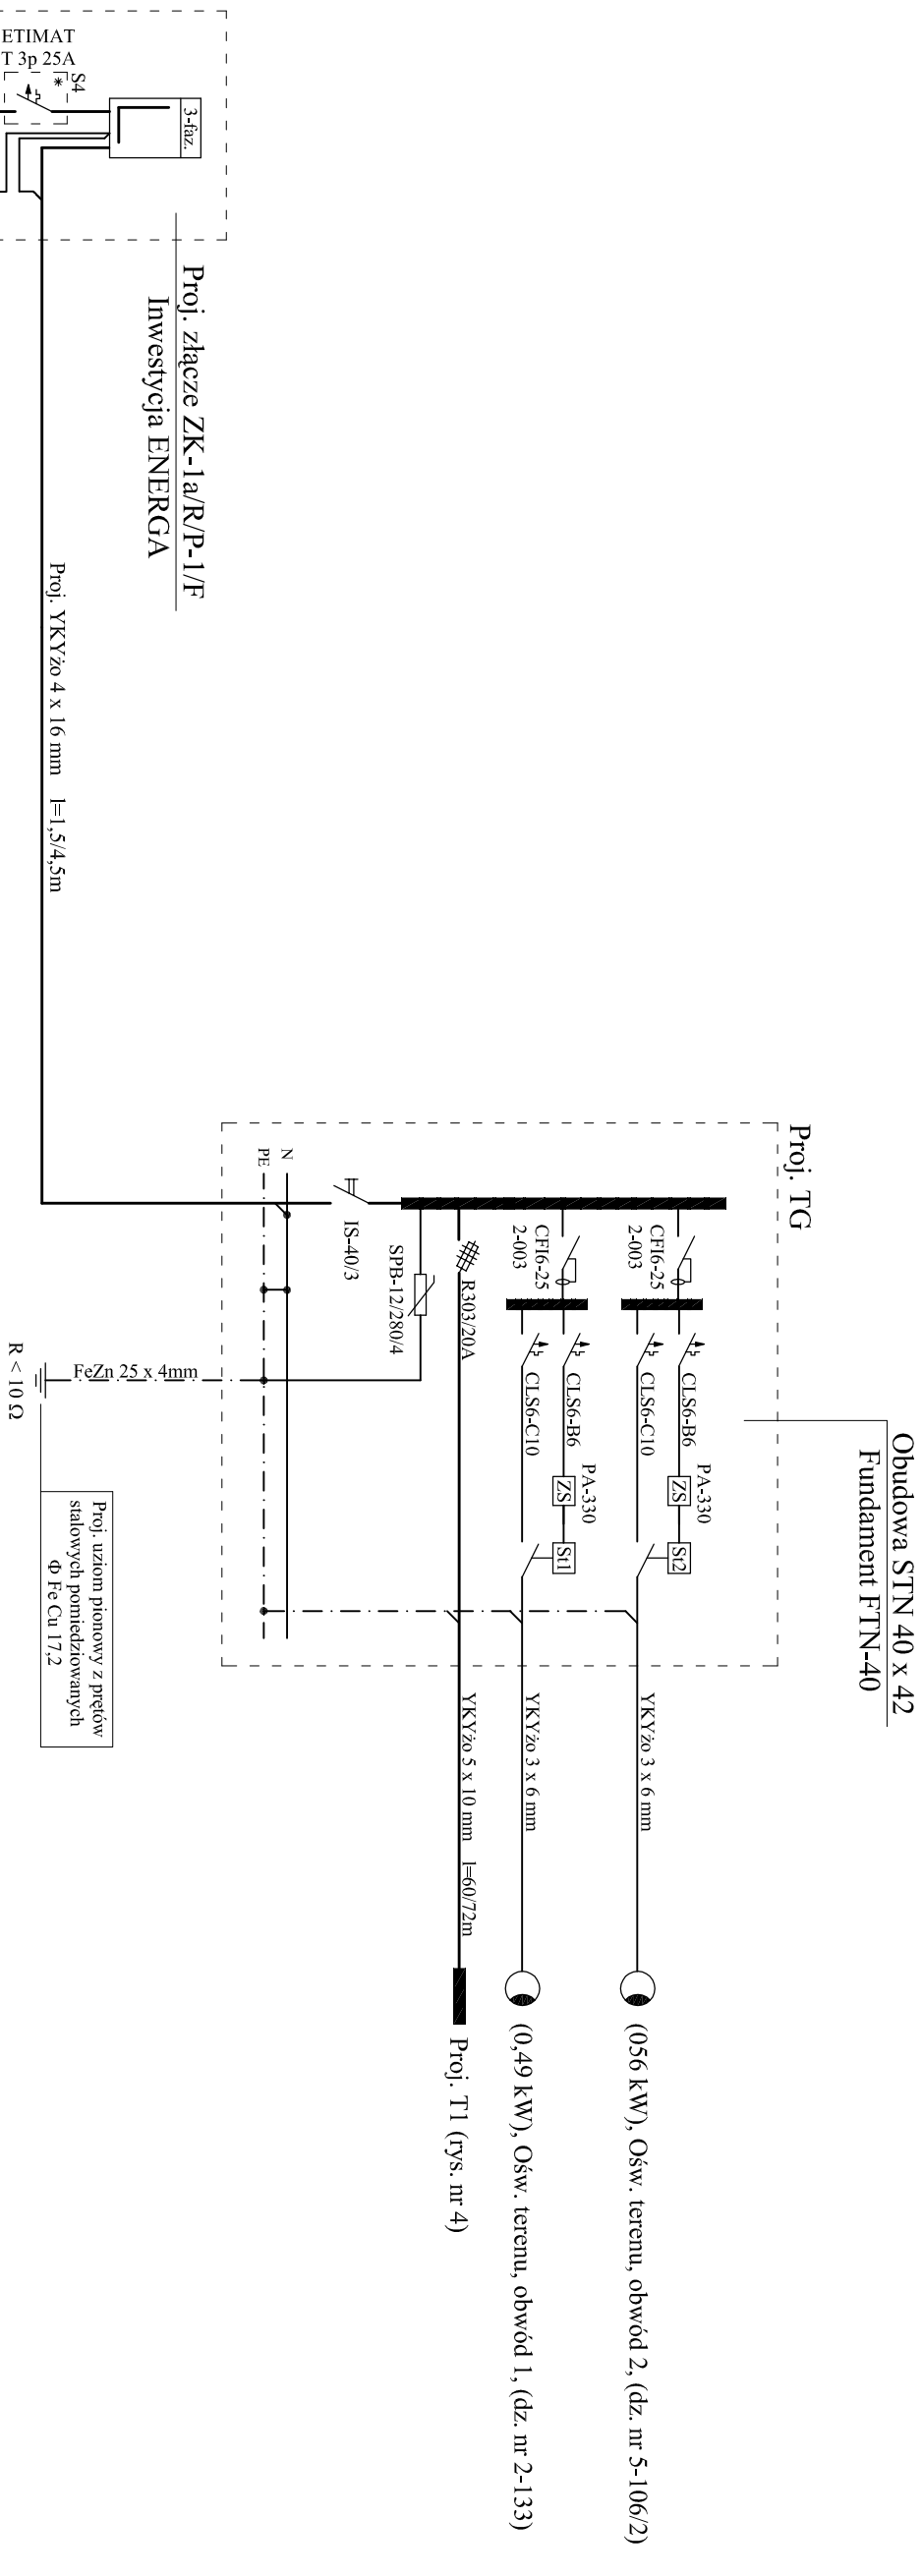 ETIMAT
T 3p 25A
S4
*
3-faz.
Proj. złącze ZK-1a/R/P-1/F
Inwestycja ENERGA
Proj. YKYżo 4 x 16 mm l=1,5/4,5m
Proj. TG
Obudowa STN 40 x 42
Fundament FTN-40
N
PE
IS-40/3
SPB-12/280/4
R303/20A
CFI6-25
2-003
CFI6-25
2-003
CLS6-B6
CLS6-C10
CLS6-B6
CLS6-C10
PA-330
ZS
St2
PA-330
ZS
St1
FeZn 25 x 4mm
R < 10 Ω
Proj. uziom pionowy z prętów
stalowych pomiedziowanych
Φ Fe Cu 17,2
YKYżo 3 x 6 mm
YKYżo 3 x 6 mm
YKYżo 5 x 10 mm l=60/72m
(056 kW), Ośw. terenu, obwód 2, (dz. nr 5-106/2)
(0,49 kW), Ośw. terenu, obwód 1, (dz. nr 2-133)
Proj. T1 (rys. nr 4)